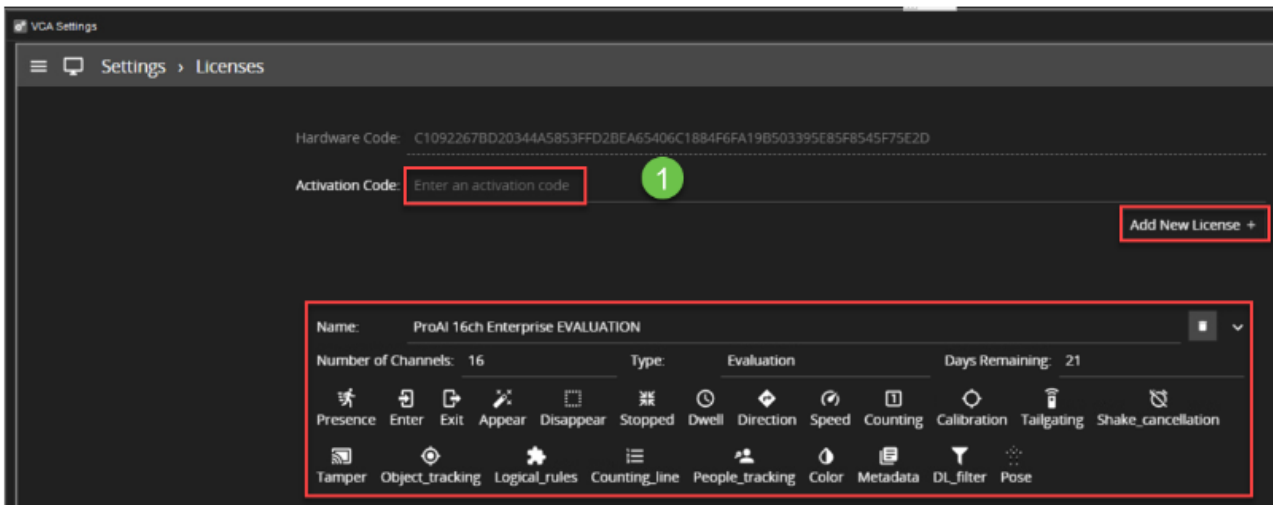 VCA Settings
Settings › Licenses
Hardware Code: C1092267BD20344A5853FFD2BEA65406C1884F6FA19B503395E85F8545F75E2D
Activation Code: Enter an activation code
1
Add New License +
Name: ProAI 16ch Enterprise EVALUATION
Number of Channels: 16 Type: Evaluation Days Remaining: 21
Presence Enter Exit Appear Disappear Stopped Dwell Direction Speed Counting Calibration Tailgating Shake_cancellation
Tamper Object_tracking Logical_rules Counting_line People_tracking Color Metadata DL_filter Pose